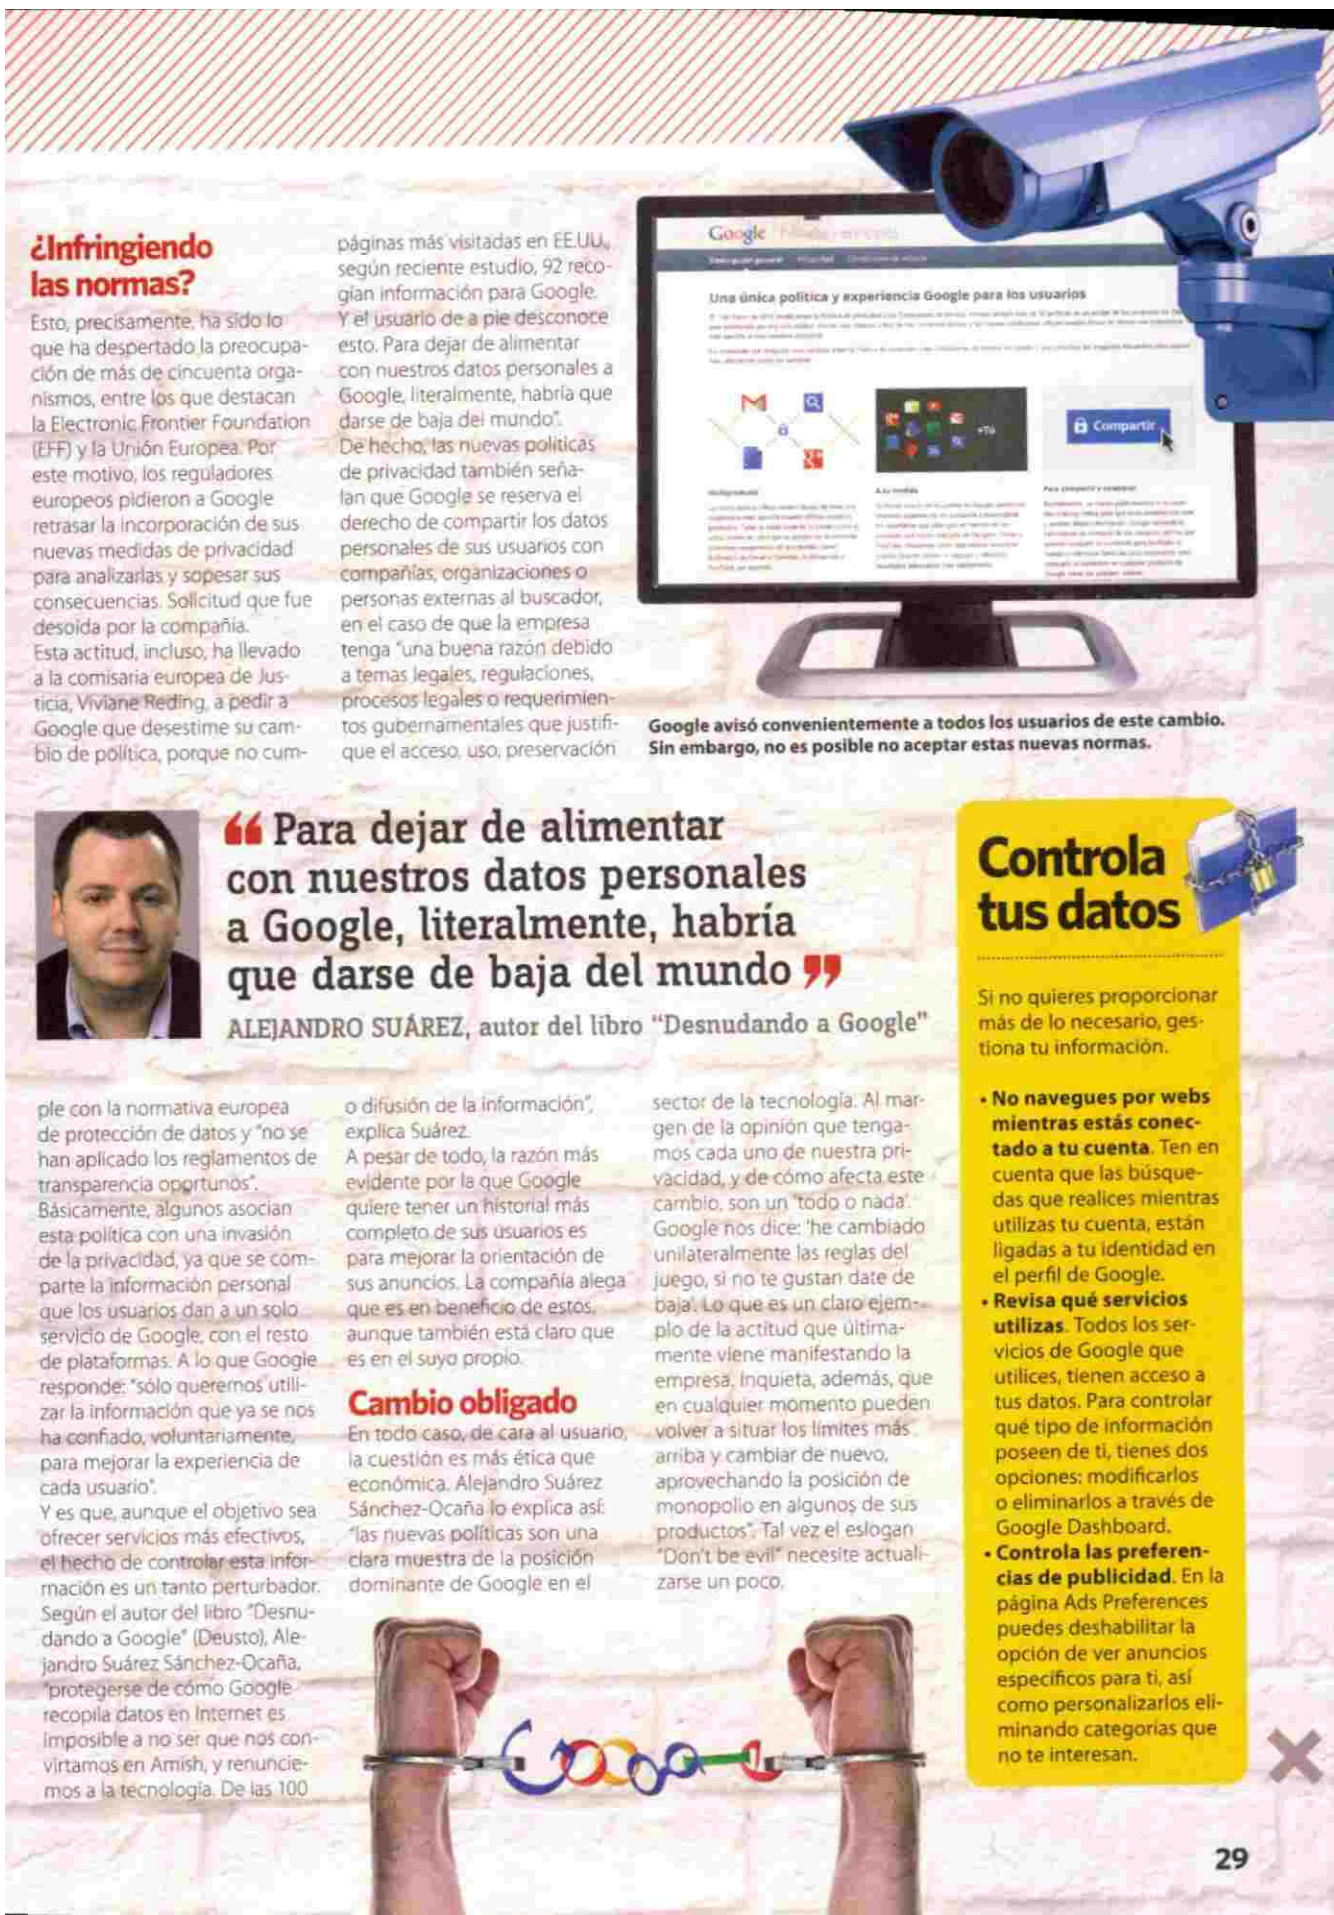 ¿Infringiendo
las normas?
Esto, precisamente, ha sido lo
que ha despertado la preocupa-
ción de más de cincuenta orga-
nismos, entre los que destacan
la Electronic Frontier Foundation
(EFF) y la Unión Europea. Por
este motivo, los reguladores
europeos pidieron a Google
retrasar la incorporación de sus
nuevas medidas de privacidad
para analizarlas y sopesar sus
consecuencias. Solicitud que fue
desoída por la compañía.
Esta actitud, incluso, ha llevado
a la comisaria europea de Jus-
ticia, Viviane Reding, a pedir a
Google que desestime su cam-
bio de política, porque no cum-
páginas más visitadas en EE.UU.,
según reciente estudio, 92 reco-
gían información para Google.
Y el usuario de a pie desconoce
esto. Para dejar de alimentar
con nuestros datos personales a
Google, literalmente, habría que
darse de baja del mundo".
De hecho, las nuevas políticas
de privacidad también seña-
lan que Google se reserva el
derecho de compartir los datos
personales de sus usuarios con
compañías, organizaciones o
personas externas al buscador,
en el caso de que la empresa
tenga "una buena razón debido
a temas legales, regulaciones,
procesos legales o requerimien-
tos gubernamentales que justifi-
que el acceso, uso, preservación
Google
Una única política y experiencia Google para los usuarios
+Tú
Compartir
Multiproducto
A tu medida
Para compartir y colaborar
Google avisó convenientemente a todos los usuarios de este cambio.
Sin embargo, no es posible no aceptar estas nuevas normas.
“ Para dejar de alimentar
con nuestros datos personales
a Google, literalmente, habría
que darse de baja del mundo ”
ALEJANDRO SUÁREZ, autor del libro “Desnudando a Google”
ple con la normativa europea
de protección de datos y "no se
han aplicado los reglamentos de
transparencia oportunos".
Básicamente, algunos asocian
esta política con una invasión
de la privacidad, ya que se com-
parte la información personal
que los usuarios dan a un solo
servicio de Google, con el resto
de plataformas. A lo que Google
responde: "sólo queremos utili-
zar la información que ya se nos
ha confiado, voluntariamente,
para mejorar la experiencia de
cada usuario".
Y es que, aunque el objetivo sea
ofrecer servicios más efectivos,
el hecho de controlar esta infor-
mación es un tanto perturbador.
Según el autor del libro "Desnu-
dando a Google" (Deusto), Ale-
jandro Suárez Sánchez-Ocaña,
"protegerse de cómo Google
recopila datos en Internet es
imposible a no ser que nos con-
virtamos en Amish, y renuncie-
mos a la tecnología. De las 100
o difusión de la información",
explica Suárez.
A pesar de todo, la razón más
evidente por la que Google
quiere tener un historial más
completo de sus usuarios es
para mejorar la orientación de
sus anuncios. La compañía alega
que es en beneficio de estos,
aunque también está claro que
es en el suyo propio.
Cambio obligado
En todo caso, de cara al usuario,
la cuestión es más ética que
económica. Alejandro Suárez
Sánchez-Ocaña lo explica así:
"las nuevas políticas son una
clara muestra de la posición
dominante de Google en el
sector de la tecnología. Al mar-
gen de la opinión que tenga-
mos cada uno de nuestra pri-
vacidad, y de cómo afecta este
cambio, son un 'todo o nada'.
Google nos dice: 'he cambiado
unilateralmente las reglas del
juego, si no te gustan date de
baja'. Lo que es un claro ejem-
plo de la actitud que última-
mente viene manifestando la
empresa. Inquieta, además, que
en cualquier momento pueden
volver a situar los límites más
arriba y cambiar de nuevo,
aprovechando la posición de
monopolio en algunos de sus
productos". Tal vez el eslogan
"Don't be evil" necesite actuali-
zarse un poco.
Controla
tus datos
Si no quieres proporcionar
más de lo necesario, ges-
tiona tu información.
• No navegues por webs
mientras estás conec-
tado a tu cuenta. Ten en
cuenta que las búsque-
das que realices mientras
utilizas tu cuenta, están
ligadas a tu identidad en
el perfil de Google.
• Revisa qué servicios
utilizas. Todos los ser-
vicios de Google que
utilices, tienen acceso a
tus datos. Para controlar
qué tipo de información
poseen de ti, tienes dos
opciones: modificarlos
o eliminarlos a través de
Google Dashboard.
• Controla las preferen-
cias de publicidad. En la
página Ads Preferences
puedes deshabilitar la
opción de ver anuncios
específicos para ti, así
como personalizarlos eli-
minando categorías que
no te interesan.
Google
29